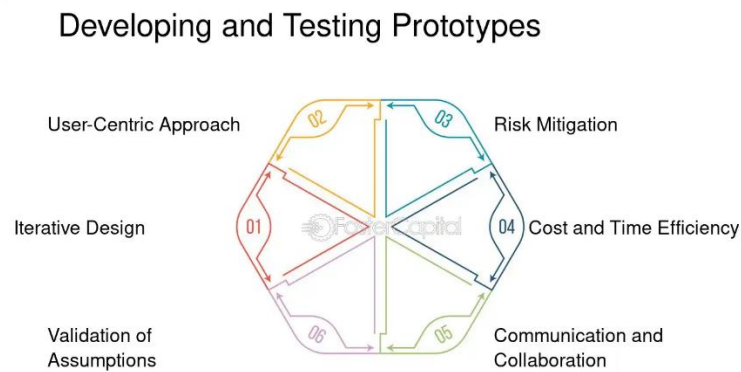 Developing and Testing Prototypes
02
03
User-Centric Approach
Risk Mitigation
01
FasterCapital
04
Iterative Design
Cost and Time Efficiency
06
05
Validation of
Assumptions
Communication and
Collaboration